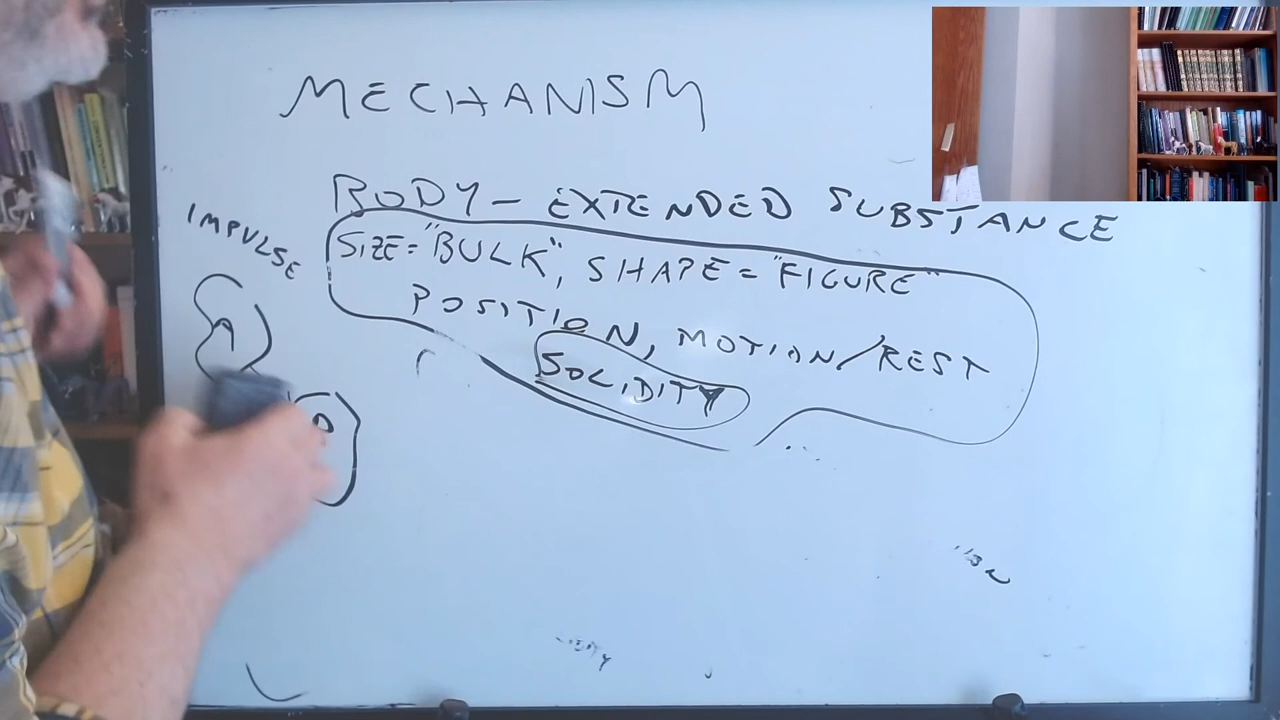 MECHANISM
BODY – EXTENDED SUBSTANCE
IMPULSE
SIZE = "BULK", SHAPE = "FIGURE"
POSITION, MOTION/REST
SOLIDITY